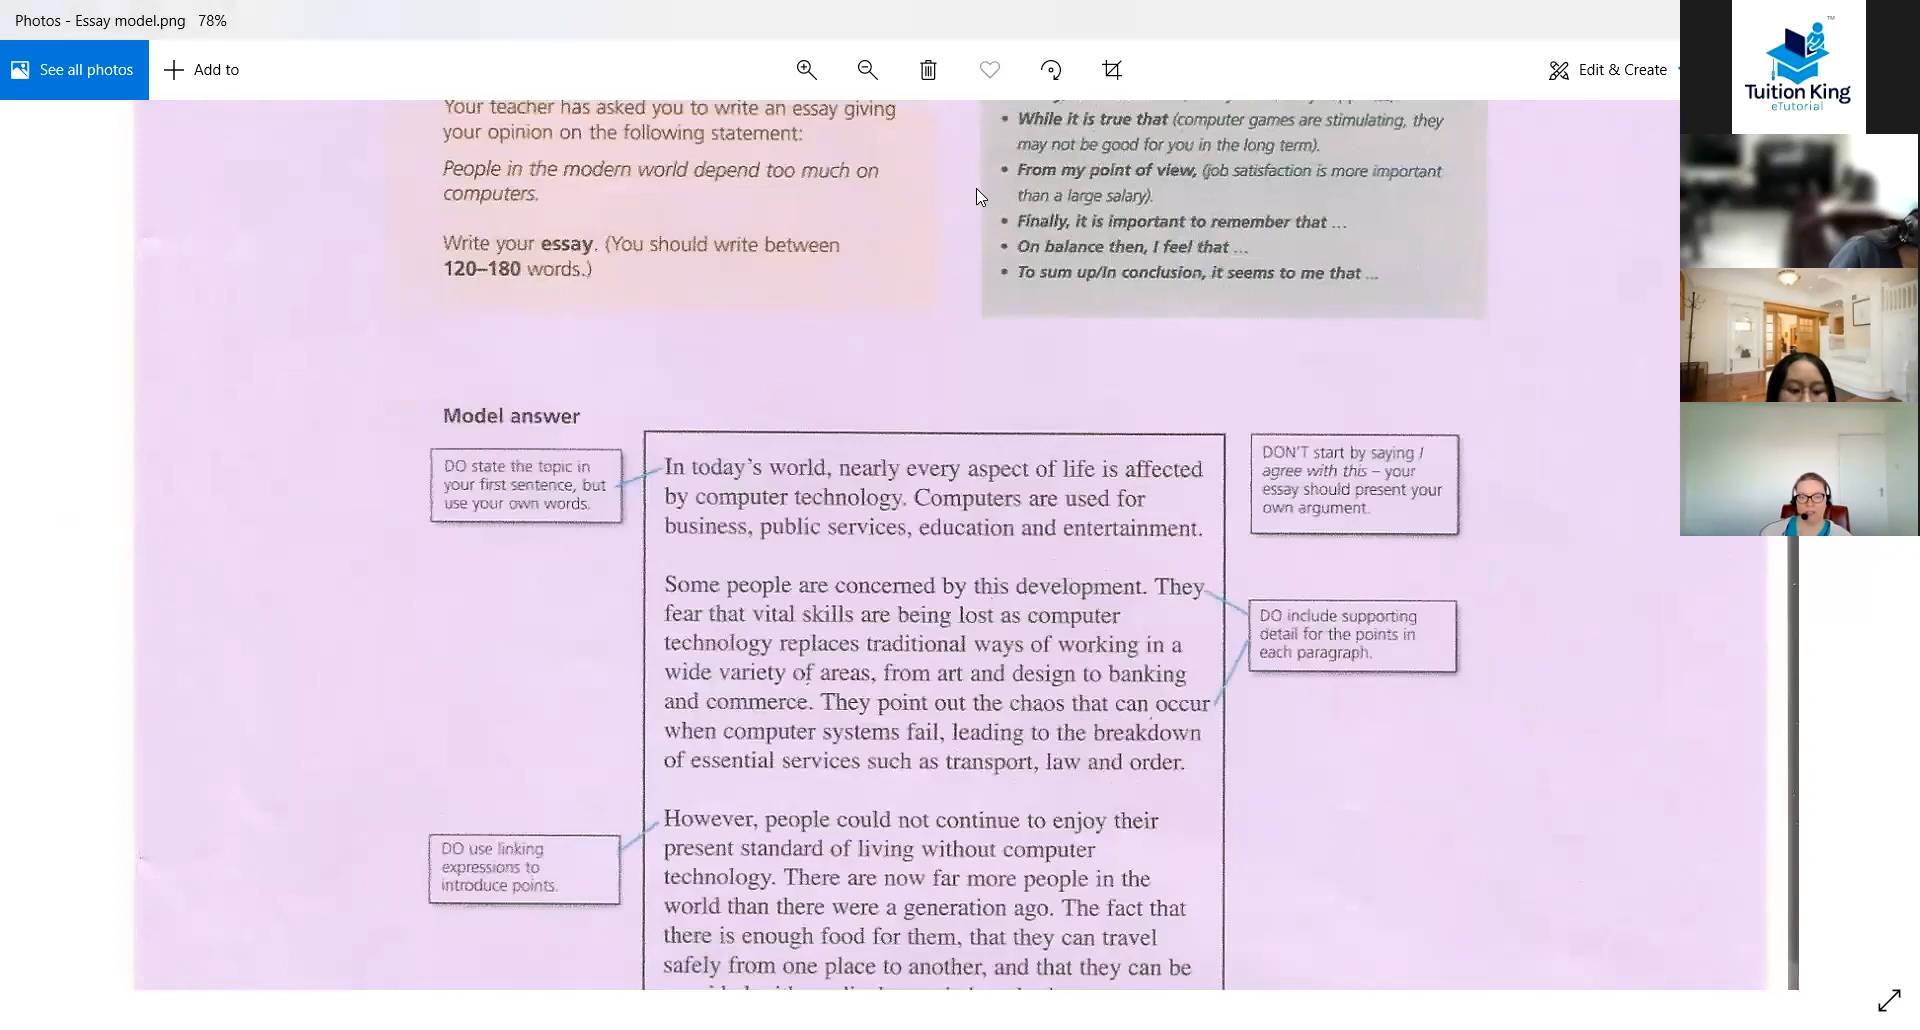 Photos - Essay model.png 78%
See all photos
Add to
Edit & Create
TM
Tuition King
eTutorial
Your teacher has asked you to write an essay giving
your opinion on the following statement:
People in the modern world depend too much on
computers.
Write your essay. (You should write between
120–180 words.)
• While it is true that (computer games are stimulating, they
may not be good for you in the long term).
• From my point of view, (job satisfaction is more important
than a large salary).
• Finally, it is important to remember that ...
• On balance then, I feel that ...
• To sum up/In conclusion, it seems to me that ...
Model answer
DO state the topic in
your first sentence, but
use your own words.
In today's world, nearly every aspect of life is affected
by computer technology. Computers are used for
business, public services, education and entertainment.
DON'T start by saying I
agree with this – your
essay should present your
own argument.
Some people are concerned by this development. They
fear that vital skills are being lost as computer
technology replaces traditional ways of working in a
wide variety of areas, from art and design to banking
and commerce. They point out the chaos that can occur
when computer systems fail, leading to the breakdown
of essential services such as transport, law and order.
DO include supporting
detail for the points in
each paragraph.
DO use linking
expressions to
introduce points.
However, people could not continue to enjoy their
present standard of living without computer
technology. There are now far more people in the
world than there were a generation ago. The fact that
there is enough food for them, that they can travel
safely from one place to another, and that they can be